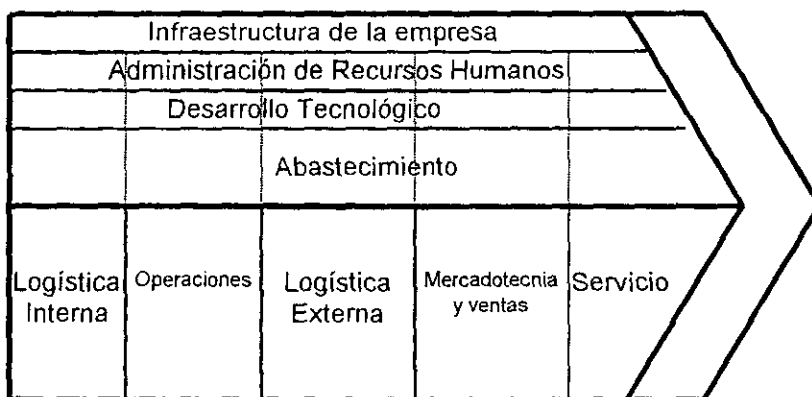 Infraestructura de la empresa
Administración de Recursos Humanos
Desarrollo Tecnológico
Abastecimiento
Logística
Interna
Operaciones
Logística
Externa
Mercadotecnia
y ventas
Servicio